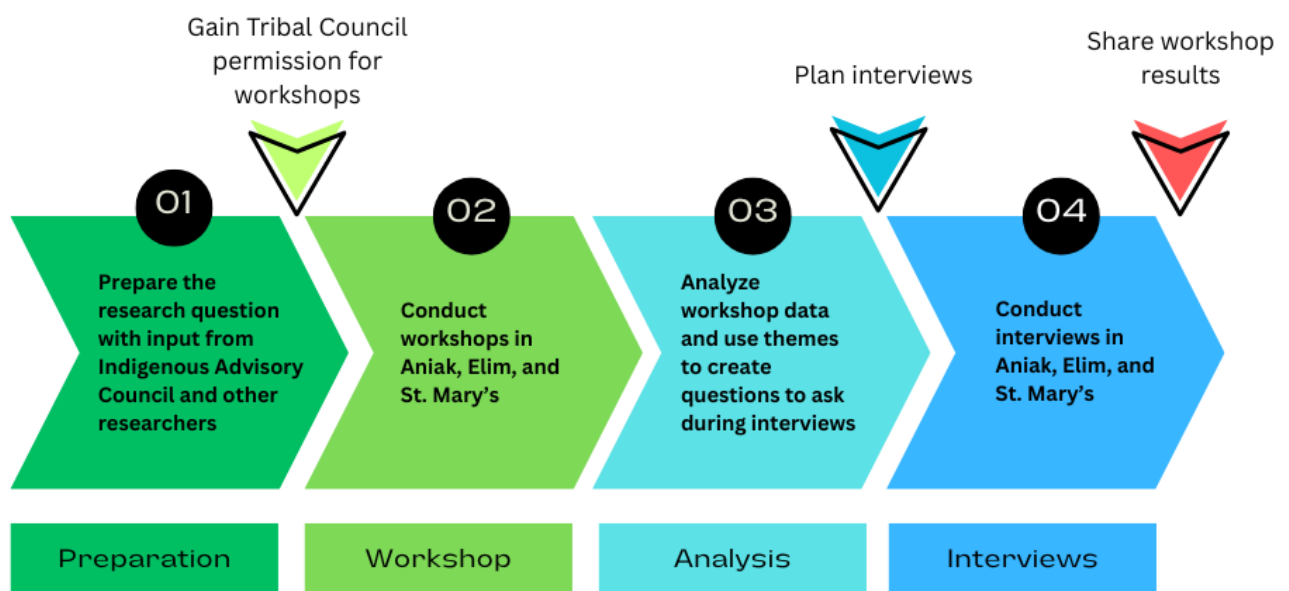 Gain Tribal Council
permission for
workshops
Plan interviews
Share workshop
results
01
Prepare the
research question
with input from
Indigenous Advisory
Council and other
researchers
02
Conduct
workshops in
Aniak, Elim, and
St. Mary's
03
Analyze
workshop data
and use themes
to create
questions to ask
during interviews
04
Conduct
interviews in
Aniak, Elim, and
St. Mary's
Preparation
Workshop
Analysis
Interviews